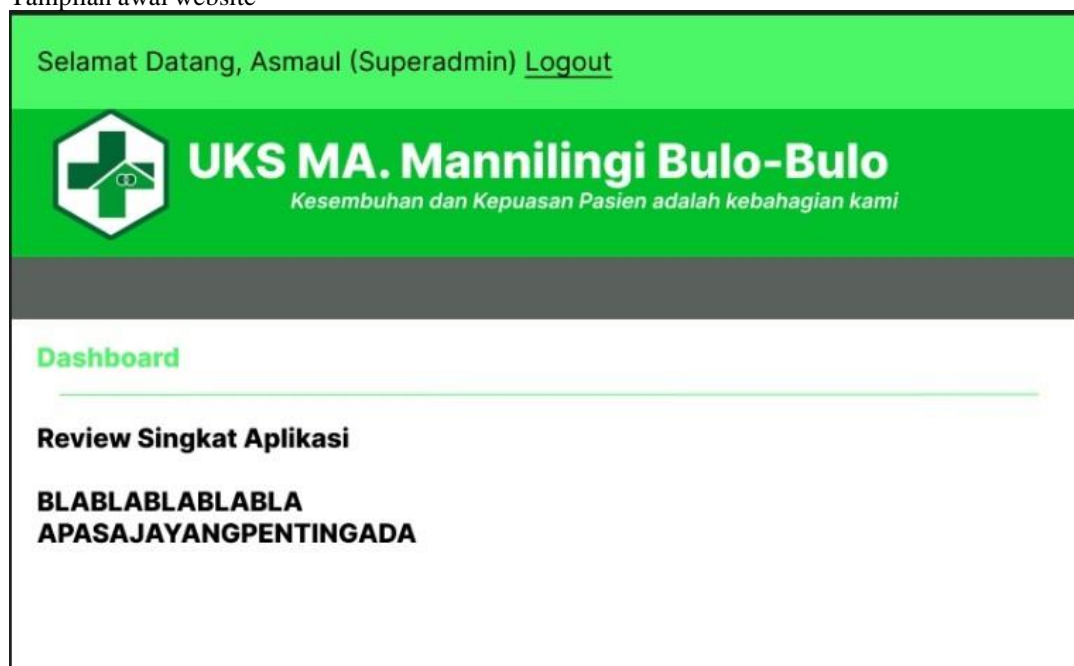 Tampilan awal website
Selamat Datang, Asmaul (Superadmin) Logout
UKS MA. Mannilingi Bulo-Bulo
Kesembuhan dan Kepuasan Pasien adalah kebahagian kami
Dashboard
Review Singkat Aplikasi
BLABLABLABLABLA
APASAJAYANGPENTINGADA